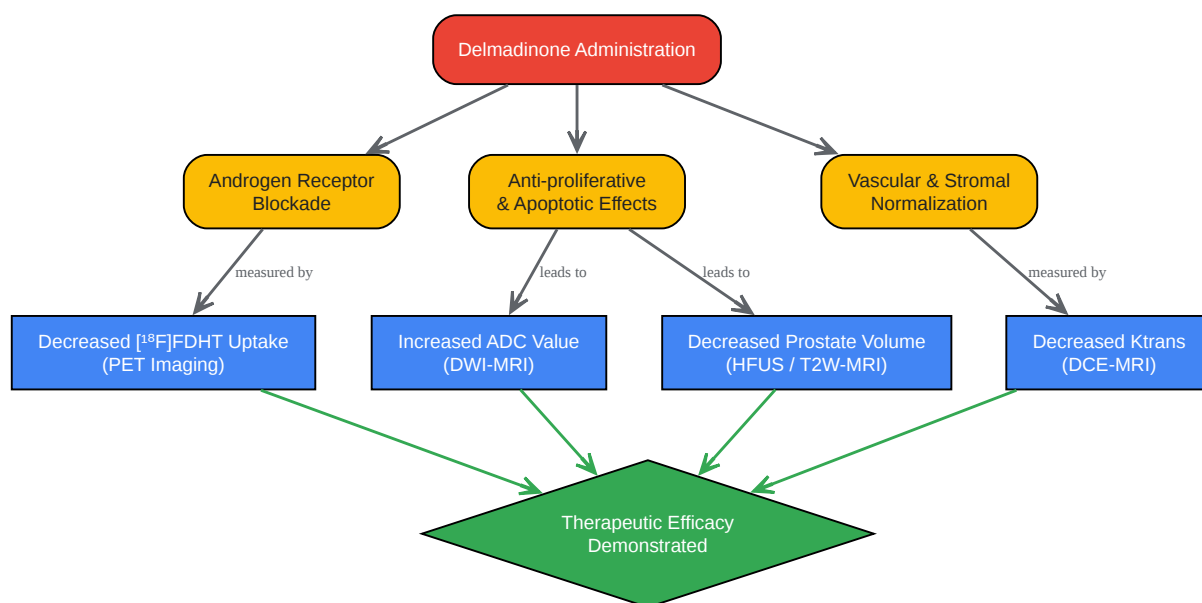 Delmadinone Administration
Androgen Receptor
Blockade
Anti-proliferative
& Apoptotic Effects
Vascular & Stromal
Normalization
measured by
leads to
leads to
measured by
Decreased [¹⁸F]FDHT Uptake
(PET Imaging)
Increased ADC Value
(DWI-MRI)
Decreased Prostate Volume
(HFUS / T2W-MRI)
Decreased Ktrans
(DCE-MRI)
Therapeutic Efficacy
Demonstrated